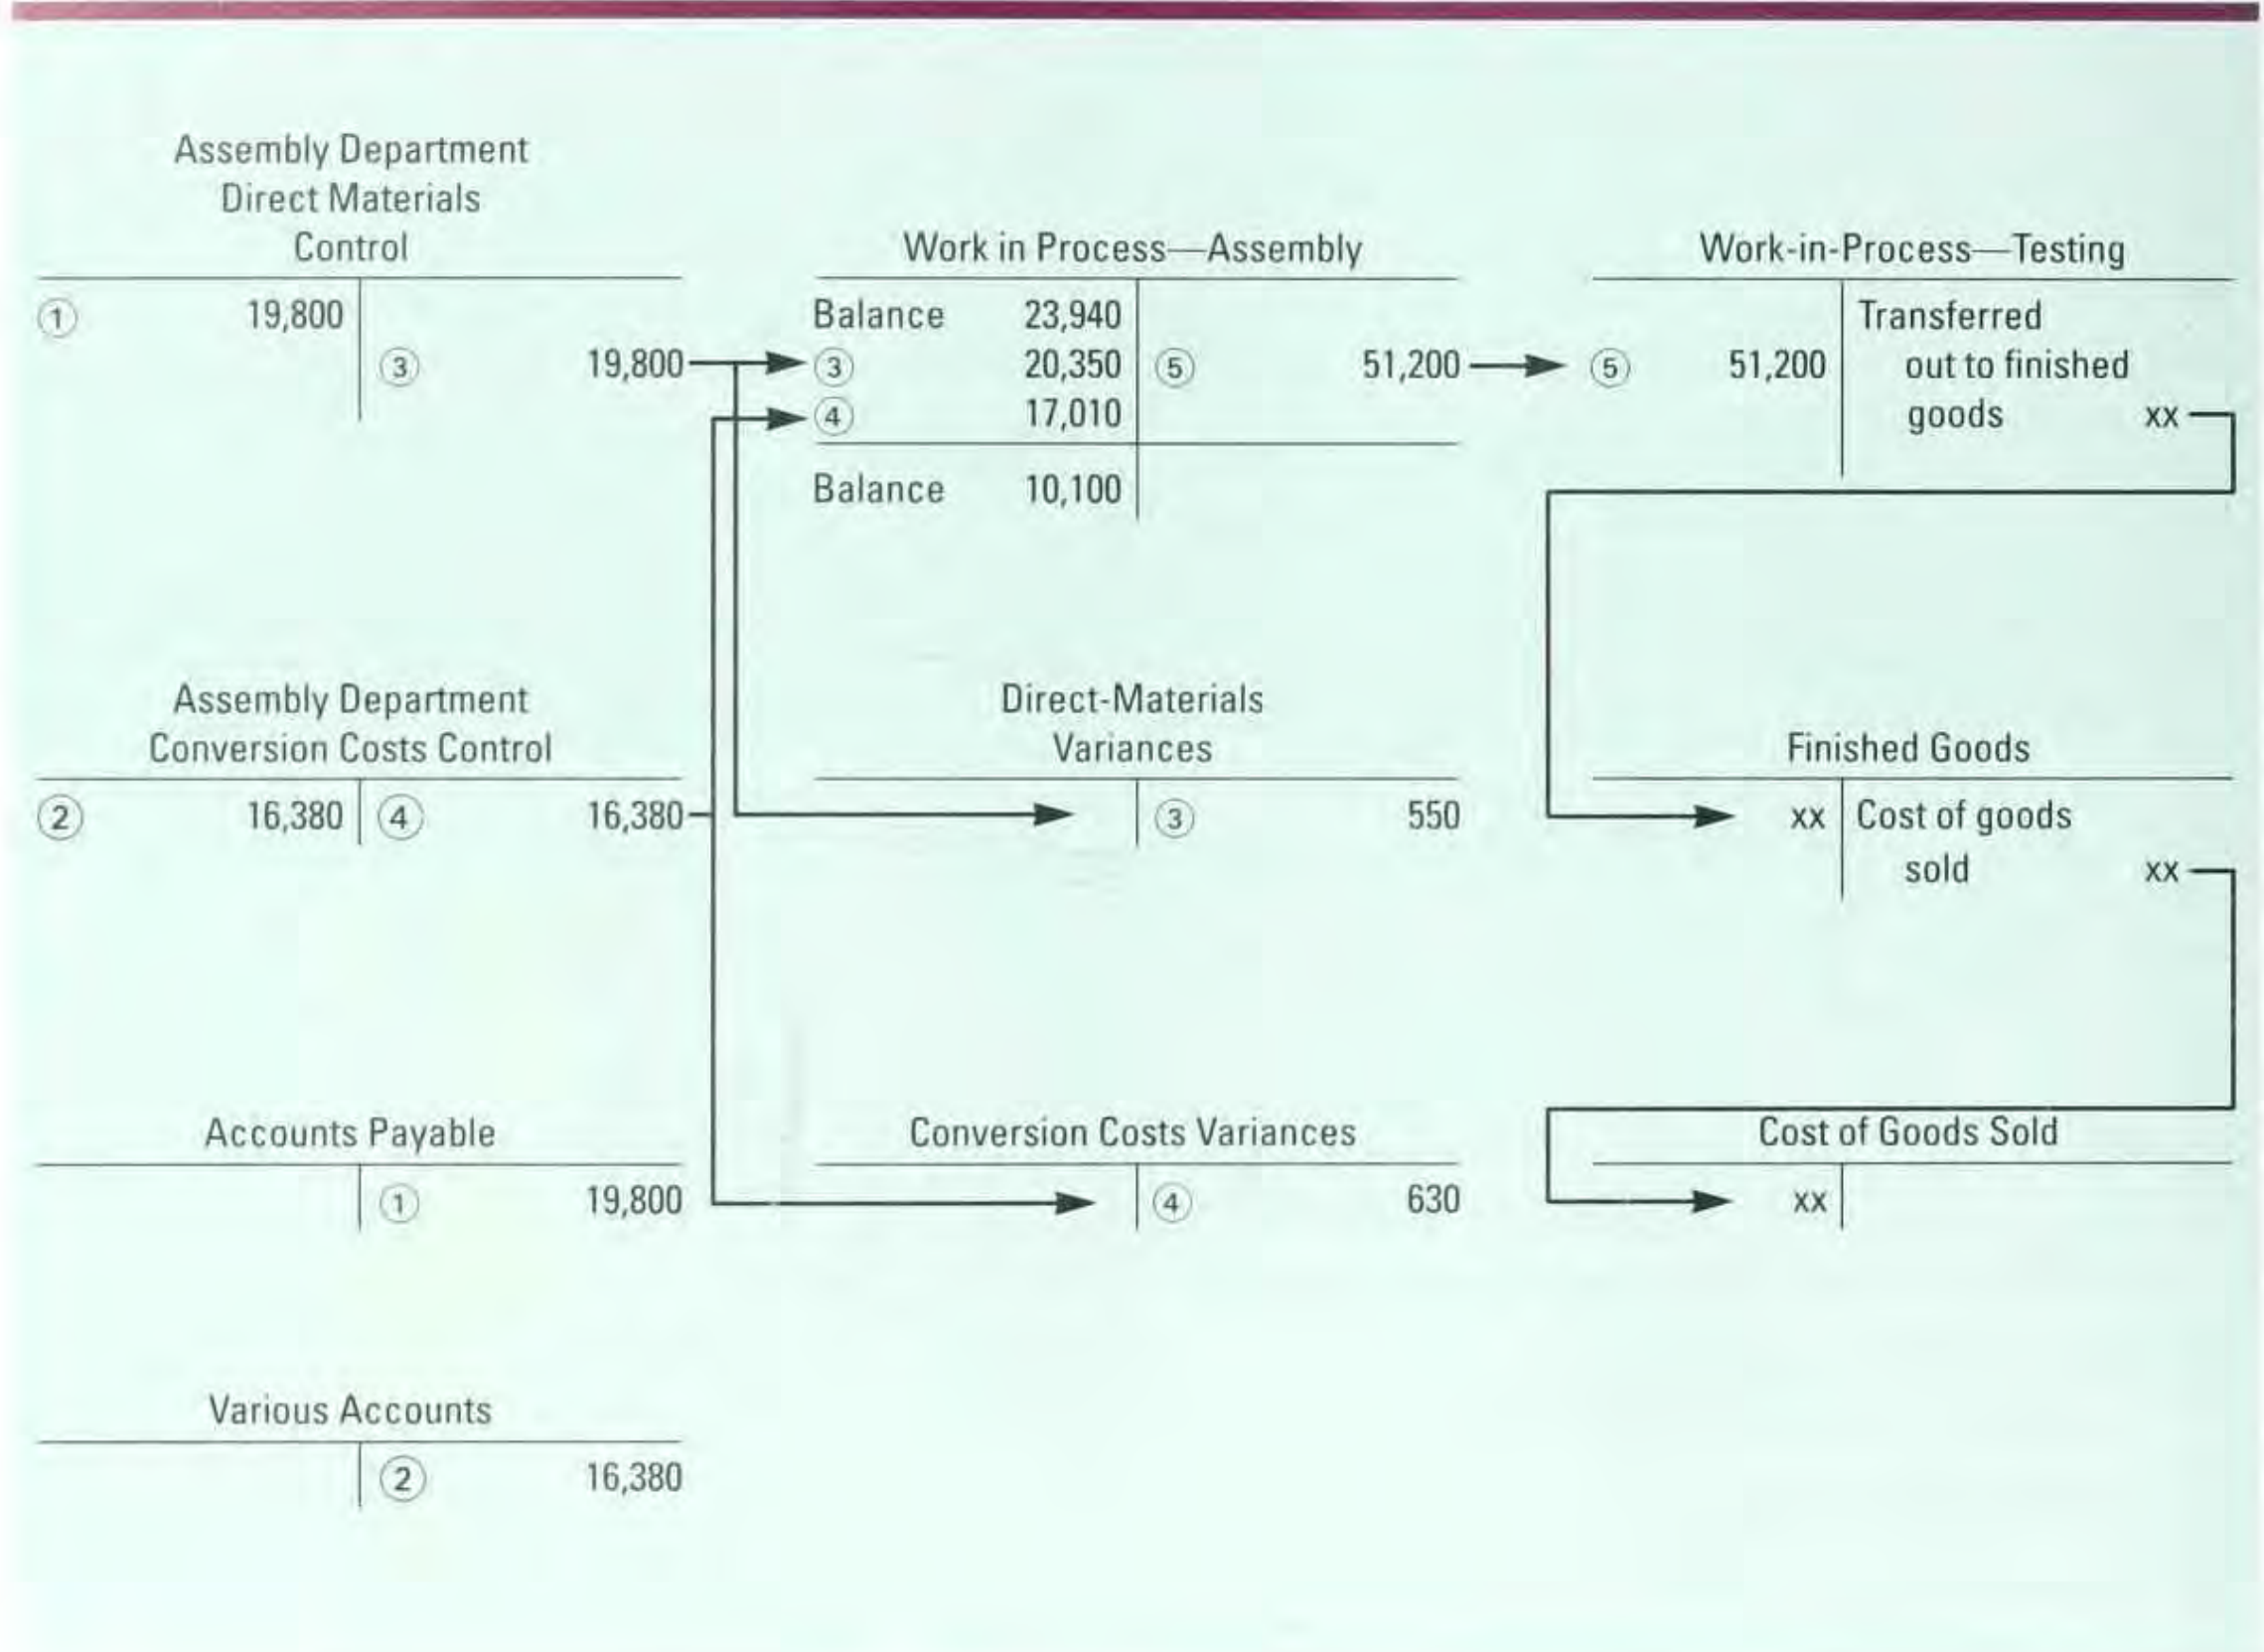 Assembly Department
Direct Materials
Control
① 19,800
③ 19,800
Work in Process—Assembly
Balance 23,940
③ 20,350 ⑤ 51,200
④ 17,010
Balance 10,100
Work-in-Process—Testing
Transferred
⑤ 51,200 out to finished
goods xx
Assembly Department
Conversion Costs Control
② 16,380 ④ 16,380
Direct-Materials
Variances
③ 550
Finished Goods
xx Cost of goods
sold xx
Accounts Payable
① 19,800
Conversion Costs Variances
④ 630
Cost of Goods Sold
xx
Various Accounts
② 16,380